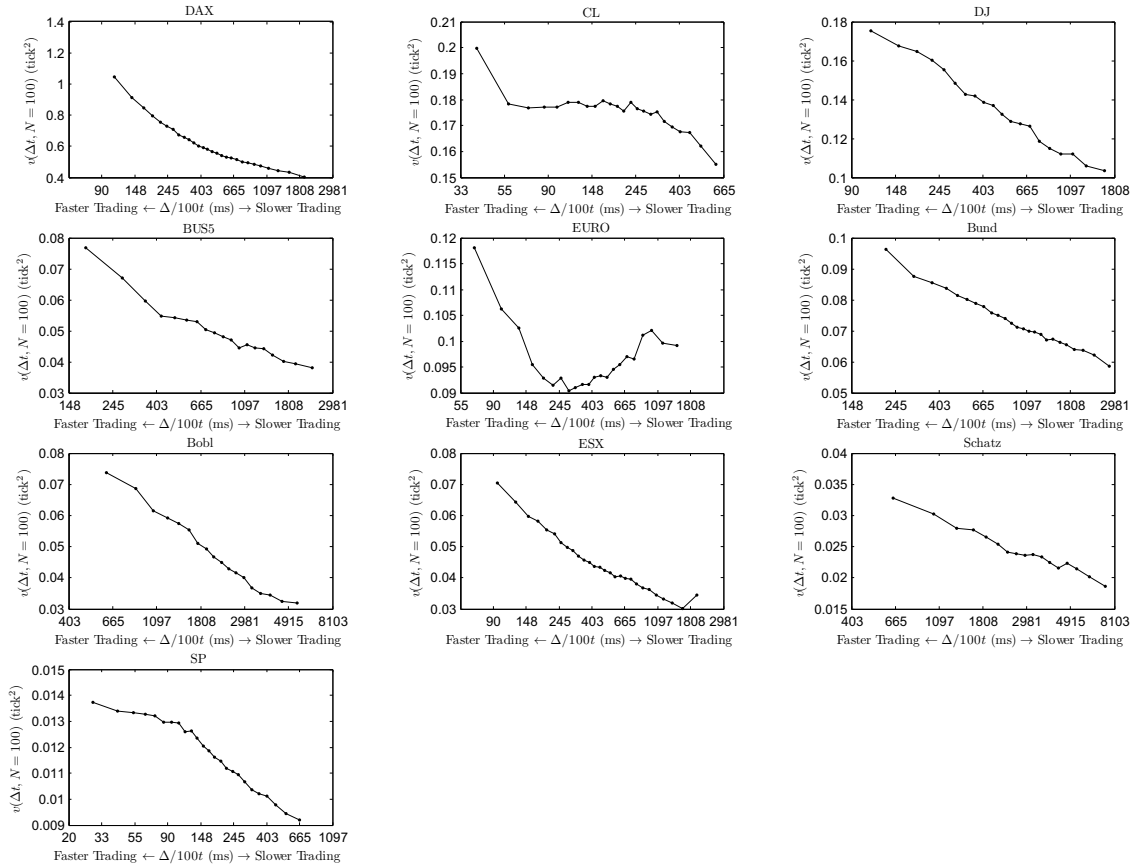 DAX
v(Δt, N = 100) (tick²)
1.4
1.2
1
0.8
0.6
0.4
90 148 245 403 665 1097 1808 2981
Faster Trading ← Δ/100t (ms) → Slower Trading
CL
v(Δt, N = 100) (tick²)
0.21
0.2
0.19
0.18
0.17
0.16
0.15
33 55 90 148 245 403 665
Faster Trading ← Δ/100t (ms) → Slower Trading
DJ
v(Δt, N = 100) (tick²)
0.18
0.16
0.14
0.12
0.1
90 148 245 403 665 1097 1808
Faster Trading ← Δ/100t (ms) → Slower Trading
BUS5
v(Δt, N = 100) (tick²)
0.08
0.07
0.06
0.05
0.04
0.03
148 245 403 665 1097 1808 2981
Faster Trading ← Δ/100t (ms) → Slower Trading
EURO
v(Δt, N = 100) (tick²)
0.12
0.115
0.11
0.105
0.1
0.095
0.09
55 90 148 245 403 665 1097 1808
Faster Trading ← Δ/100t (ms) → Slower Trading
Bund
v(Δt, N = 100) (tick²)
0.1
0.09
0.08
0.07
0.06
0.05
148 245 403 665 1097 1808 2981
Faster Trading ← Δ/100t (ms) → Slower Trading
Bobl
v(Δt, N = 100) (tick²)
0.08
0.07
0.06
0.05
0.04
0.03
403 665 1097 1808 2981 4915 8103
Faster Trading ← Δ/100t (ms) → Slower Trading
ESX
v(Δt, N = 100) (tick²)
0.08
0.07
0.06
0.05
0.04
0.03
90 148 245 403 665 1097 1808 2981
Faster Trading ← Δ/100t (ms) → Slower Trading
Schatz
v(Δt, N = 100) (tick²)
0.04
0.035
0.03
0.025
0.02
0.015
403 665 1097 1808 2981 4915 8103
Faster Trading ← Δ/100t (ms) → Slower Trading
SP
v(Δt, N = 100) (tick²)
0.015
0.014
0.013
0.012
0.011
0.01
0.009
20 33 55 90 148 245 403 665 1097
Faster Trading ← Δ/100t (ms) → Slower Trading